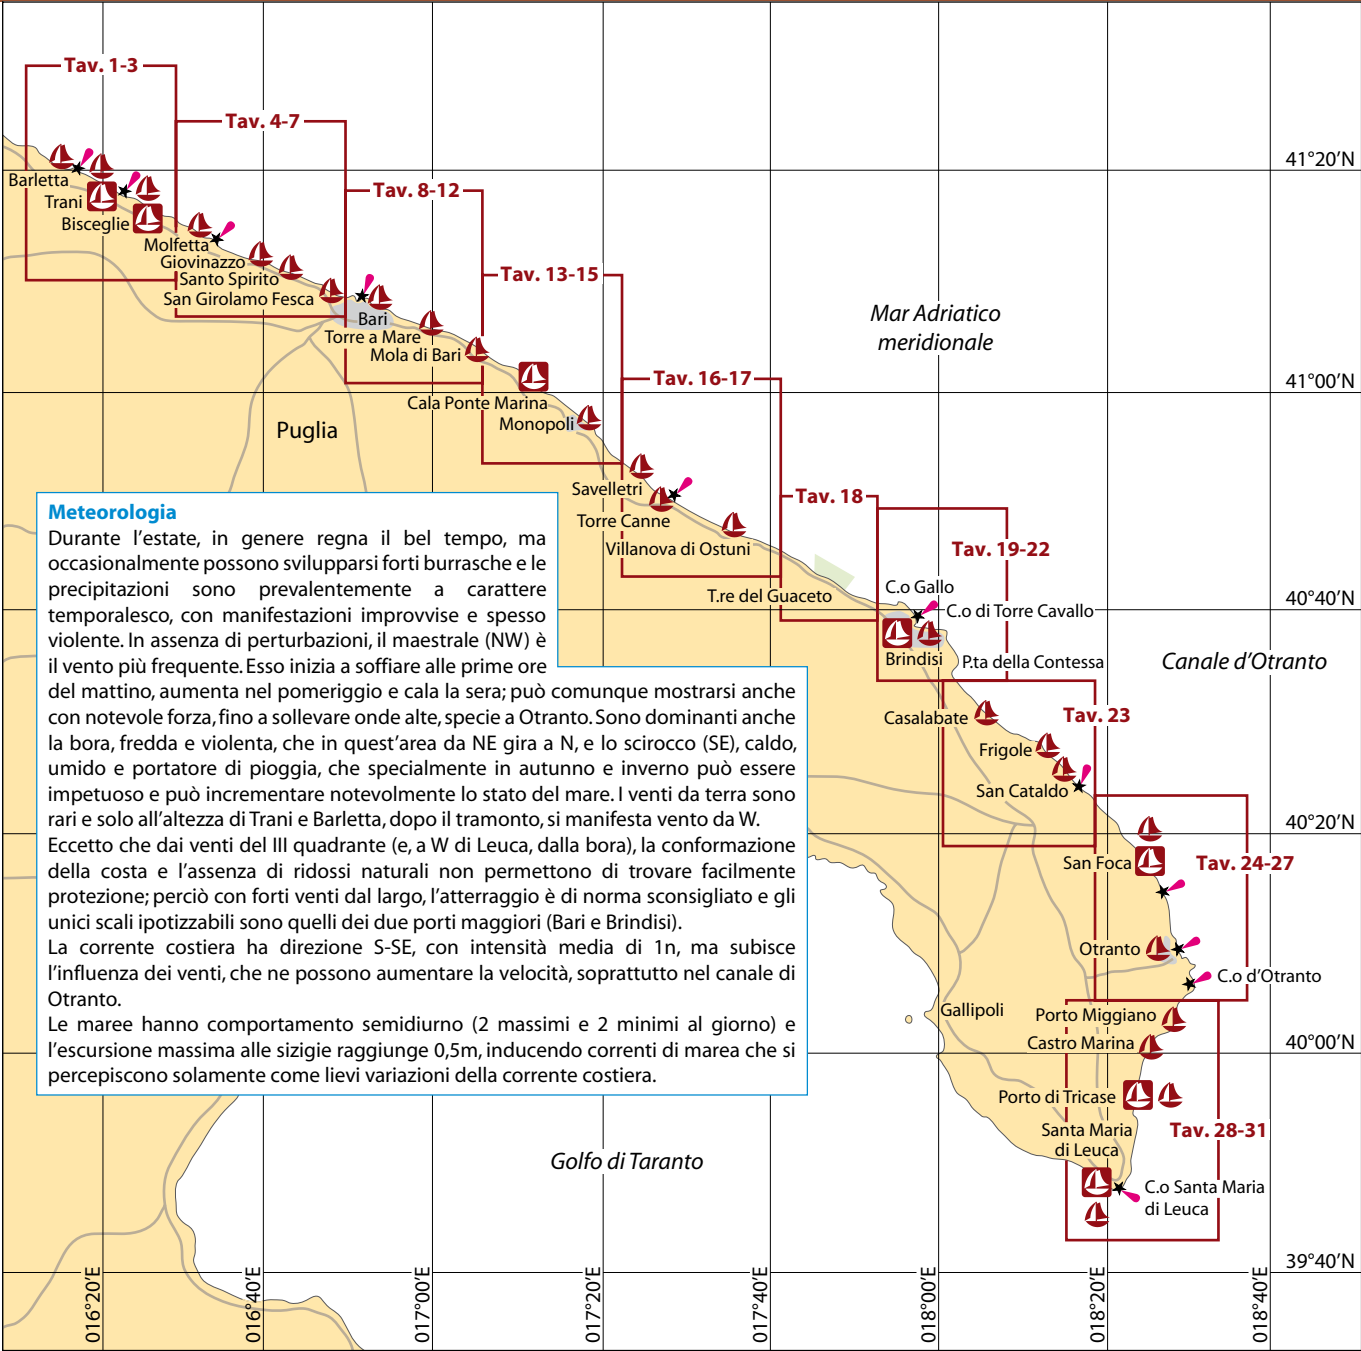 Tav. 1-3
Tav. 4-7
Tav. 8-12
Tav. 13-15
Tav. 16-17
Tav. 18
Tav. 19-22
Tav. 23
Tav. 24-27
Tav. 28-31
41°20'N
41°00'N
40°40'N
40°20'N
40°00'N
39°40'N
Barletta
Trani
Bisceglie
Molfetta
Giovinazzo
Santo Spirito
San Girolamo Fesca
Bari
Torre a Mare
Mola di Bari
Cala Ponte Marina
Monopoli
Puglia
Mar Adriatico
meridionale
Savelletri
Torre Canne
Villanova di Ostuni
T.re del Guaceto
C.o Gallo
C.o di Torre Cavallo
Brindisi
P.ta della Contessa
Canale d'Otranto
Casalabate
Frigole
San Cataldo
San Foca
Otranto
C.o d'Otranto
Gallipoli
Porto Miggiano
Castro Marina
Porto di Tricase
Santa Maria
di Leuca
C.o Santa Maria
di Leuca
Golfo di Taranto
Meteorologia
Durante l'estate, in genere regna il bel tempo, ma
occasionalmente possono svilupparsi forti burrasche e le
precipitazioni sono prevalentemente a carattere
temporalesco, con manifestazioni improvvise e spesso
violente. In assenza di perturbazioni, il maestrale (NW) è
il vento più frequente. Esso inizia a soffiare alle prime ore
del mattino, aumenta nel pomeriggio e cala la sera; può comunque mostrarsi anche
con notevole forza, fino a sollevare onde alte, specie a Otranto. Sono dominanti anche
la bora, fredda e violenta, che in quest'area da NE gira a N, e lo scirocco (SE), caldo,
umido e portatore di pioggia, che specialmente in autunno e inverno può essere
impetuoso e può incrementare notevolmente lo stato del mare. I venti da terra sono
rari e solo all'altezza di Trani e Barletta, dopo il tramonto, si manifesta vento da W.
Eccetto che dai venti del III quadrante (e, a W di Leuca, dalla bora), la conformazione
della costa e l'assenza di ridossi naturali non permettono di trovare facilmente
protezione; perciò con forti venti dal largo, l'atterraggio è di norma sconsigliato e gli
unici scali ipotizzabili sono quelli dei due porti maggiori (Bari e Brindisi).
La corrente costiera ha direzione S-SE, con intensità media di 1n, ma subisce
l'influenza dei venti, che ne possono aumentare la velocità, soprattutto nel canale di
Otranto.
Le maree hanno comportamento semidiurno (2 massimi e 2 minimi al giorno) e
l'escursione massima alle sizigie raggiunge 0,5m, inducendo correnti di marea che si
percepiscono solamente come lievi variazioni della corrente costiera.
016°20'E
016°40'E
017°00'E
017°20'E
017°40'E
018°00'E
018°20'E
018°40'E